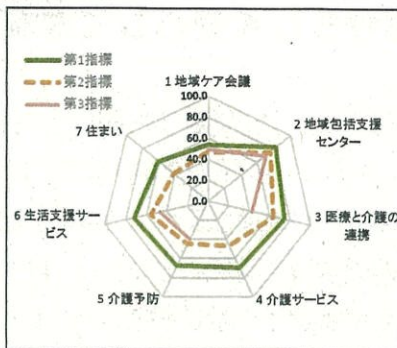 第1指標
第2指標
第3指標
1 地域ケア会議
100.0
80.0
60.0
40.0
20.0
0.0
2 地域包括支援
センター
3 医療と介護の
連携
4 介護サービス
5 介護予防
6 生活支援サー
ビス
7 住まい